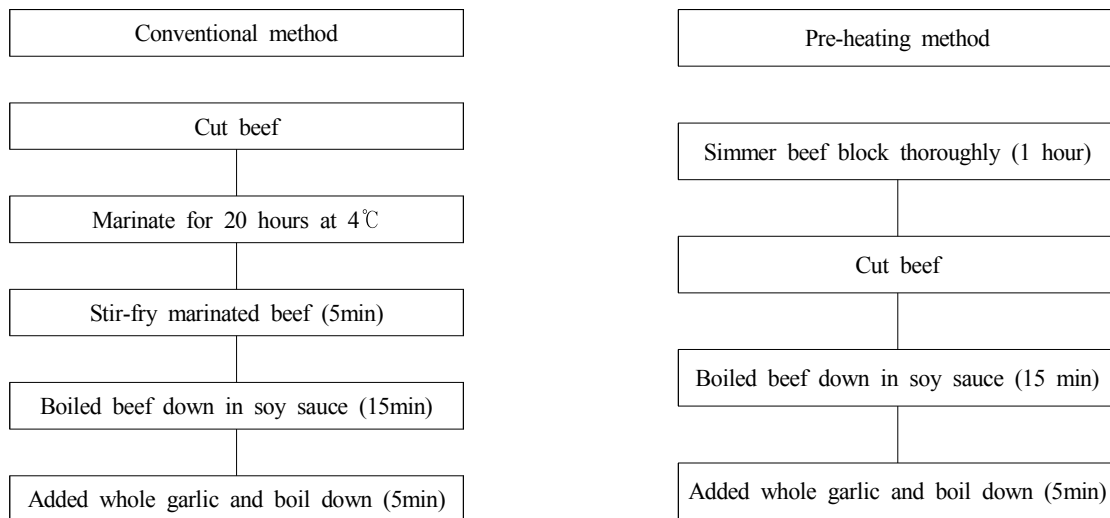 Conventional method
Cut beef
Marinate for 20 hours at 4℃
Stir-fry marinated beef (5min)
Boiled beef down in soy sauce (15min)
Added whole garlic and boil down (5min)
Pre-heating method
Simmer beef block thoroughly (1 hour)
Cut beef
Boiled beef down in soy sauce (15 min)
Added whole garlic and boil down (5min)